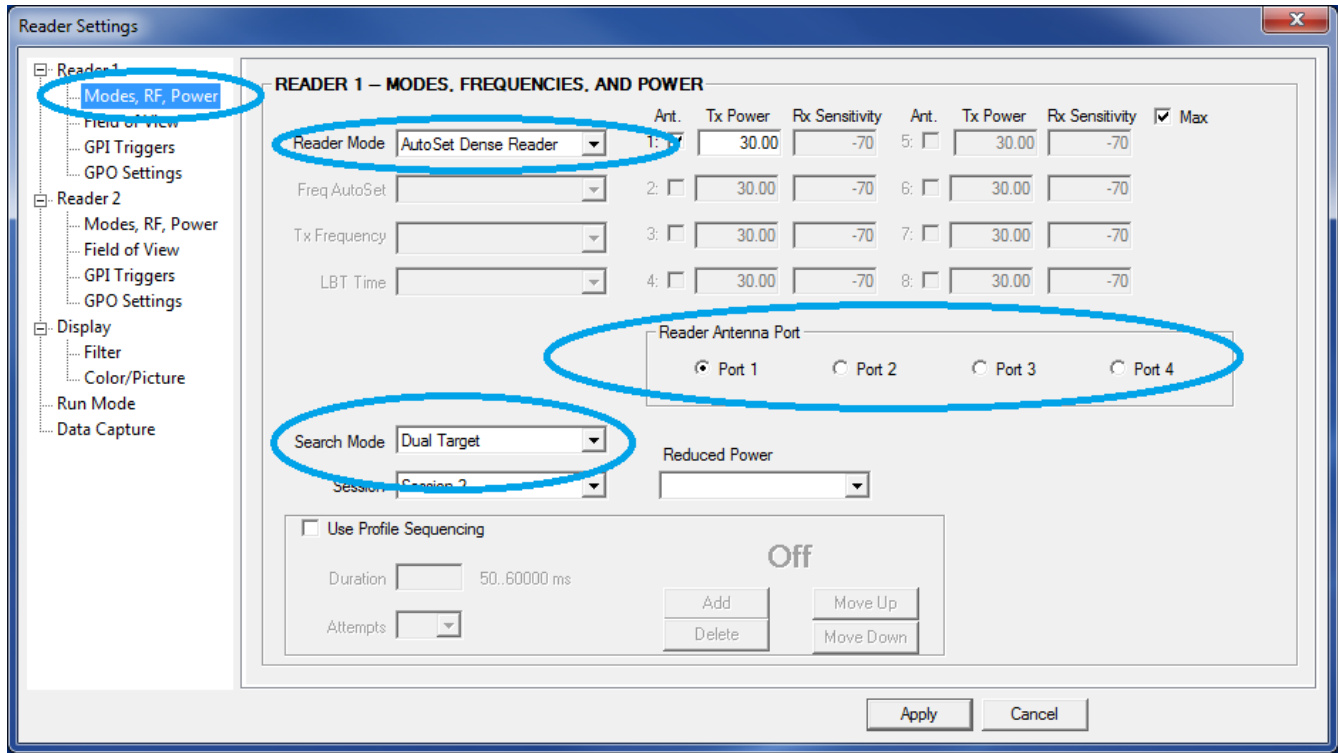 Reader Settings
x
Reader 1
Modes, RF, Power
Field of View
GPI Triggers
GPO Settings
Reader 2
Modes, RF, Power
Field of View
GPI Triggers
GPO Settings
Display
Filter
Color/Picture
Run Mode
Data Capture
READER 1 – MODES, FREQUENCIES, AND POWER
Ant. Tx Power Rx Sensitivity Ant. Tx Power Rx Sensitivity Max
Reader Mode AutoSet Dense Reader 1: 30.00 -70 5: 30.00 -70
Freq AutoSet 2: 30.00 -70 6: 30.00 -70
Tx Frequency 3: 30.00 -70 7: 30.00 -70
LBT Time 4: 30.00 -70 8: 30.00 -70
Reader Antenna Port
Port 1 Port 2 Port 3 Port 4
Search Mode Dual Target
Reduced Power
Session Session 2
Use Profile Sequencing
Off
Duration 50..60000 ms
Add Move Up
Attempts
Delete Move Down
Apply Cancel